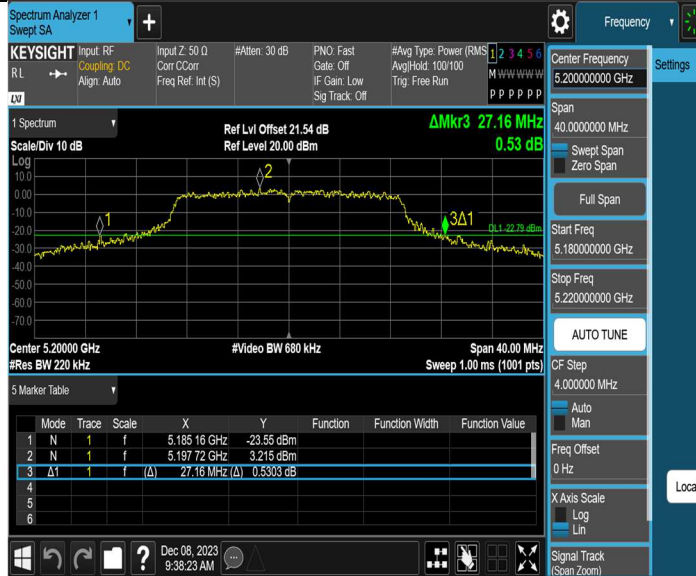 Spectrum Analyzer 1
Swept SA
+
Frequency
KEYSIGHT
RL
LXI
Input: RF
Coupling: DC
Align: Auto
Input Z: 50 Ω
Corr CCorr
Freq Ref: Int (S)
#Atten: 30 dB
PNO: Fast
Gate: Off
IF Gain: Low
Sig Track: Off
#Avg Type: Power (RMS
Avg|Hold: 100/100
Trig: Free Run
1 2 3 4 5 6
M W W W W W
P P P P P P
1 Spectrum
Scale/Div 10 dB
Log
Ref Lvl Offset 21.54 dB
Ref Level 20.00 dBm
ΔMkr3 27.16 MHz
0.53 dB
10.0
0.00
-10.0
-20.0
-30.0
-40.0
-50.0
-60.0
-70.0
1
2
3Δ1
DL1 -22.79 dBm
Center 5.20000 GHz
#Res BW 220 kHz
#Video BW 680 kHz
Span 40.00 MHz
Sweep 1.00 ms (1001 pts)
5 Marker Table
Mode Trace Scale X Y Function Function Width Function Value
1 N 1 f 5.185 16 GHz -23.55 dBm
2 N 1 f 5.197 72 GHz 3.215 dBm
3 Δ1 1 f (Δ) 27.16 MHz (Δ) 0.5303 dB
4
5
6
?
Dec 08, 2023
9:38:23 AM
Center Frequency
5.200000000 GHz
Span
40.0000000 MHz
Swept Span
Zero Span
Full Span
Start Freq
5.180000000 GHz
Stop Freq
5.220000000 GHz
AUTO TUNE
CF Step
4.000000 MHz
Auto
Man
Freq Offset
0 Hz
X Axis Scale
Log
Lin
Signal Track
(Span Zoom)
Settings
Loca